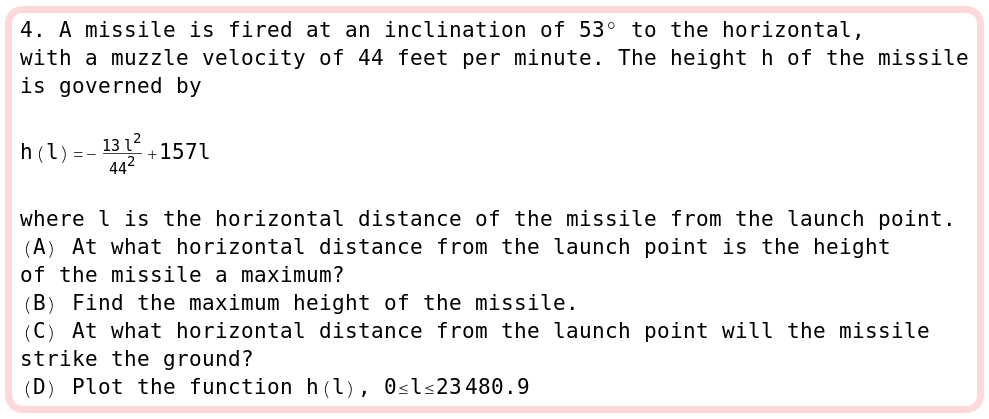 4. A missile is fired at an inclination of 53° to the horizontal,
with a muzzle velocity of 44 feet per minute. The height h of the missile
is governed by
h(l)=-\frac{13 l^2}{44^2}+157l
where l is the horizontal distance of the missile from the launch point.
(A) At what horizontal distance from the launch point is the height
of the missile a maximum?
(B) Find the maximum height of the missile.
(C) At what horizontal distance from the launch point will the missile
strike the ground?
(D) Plot the function h(l), 0≤l≤23480.9